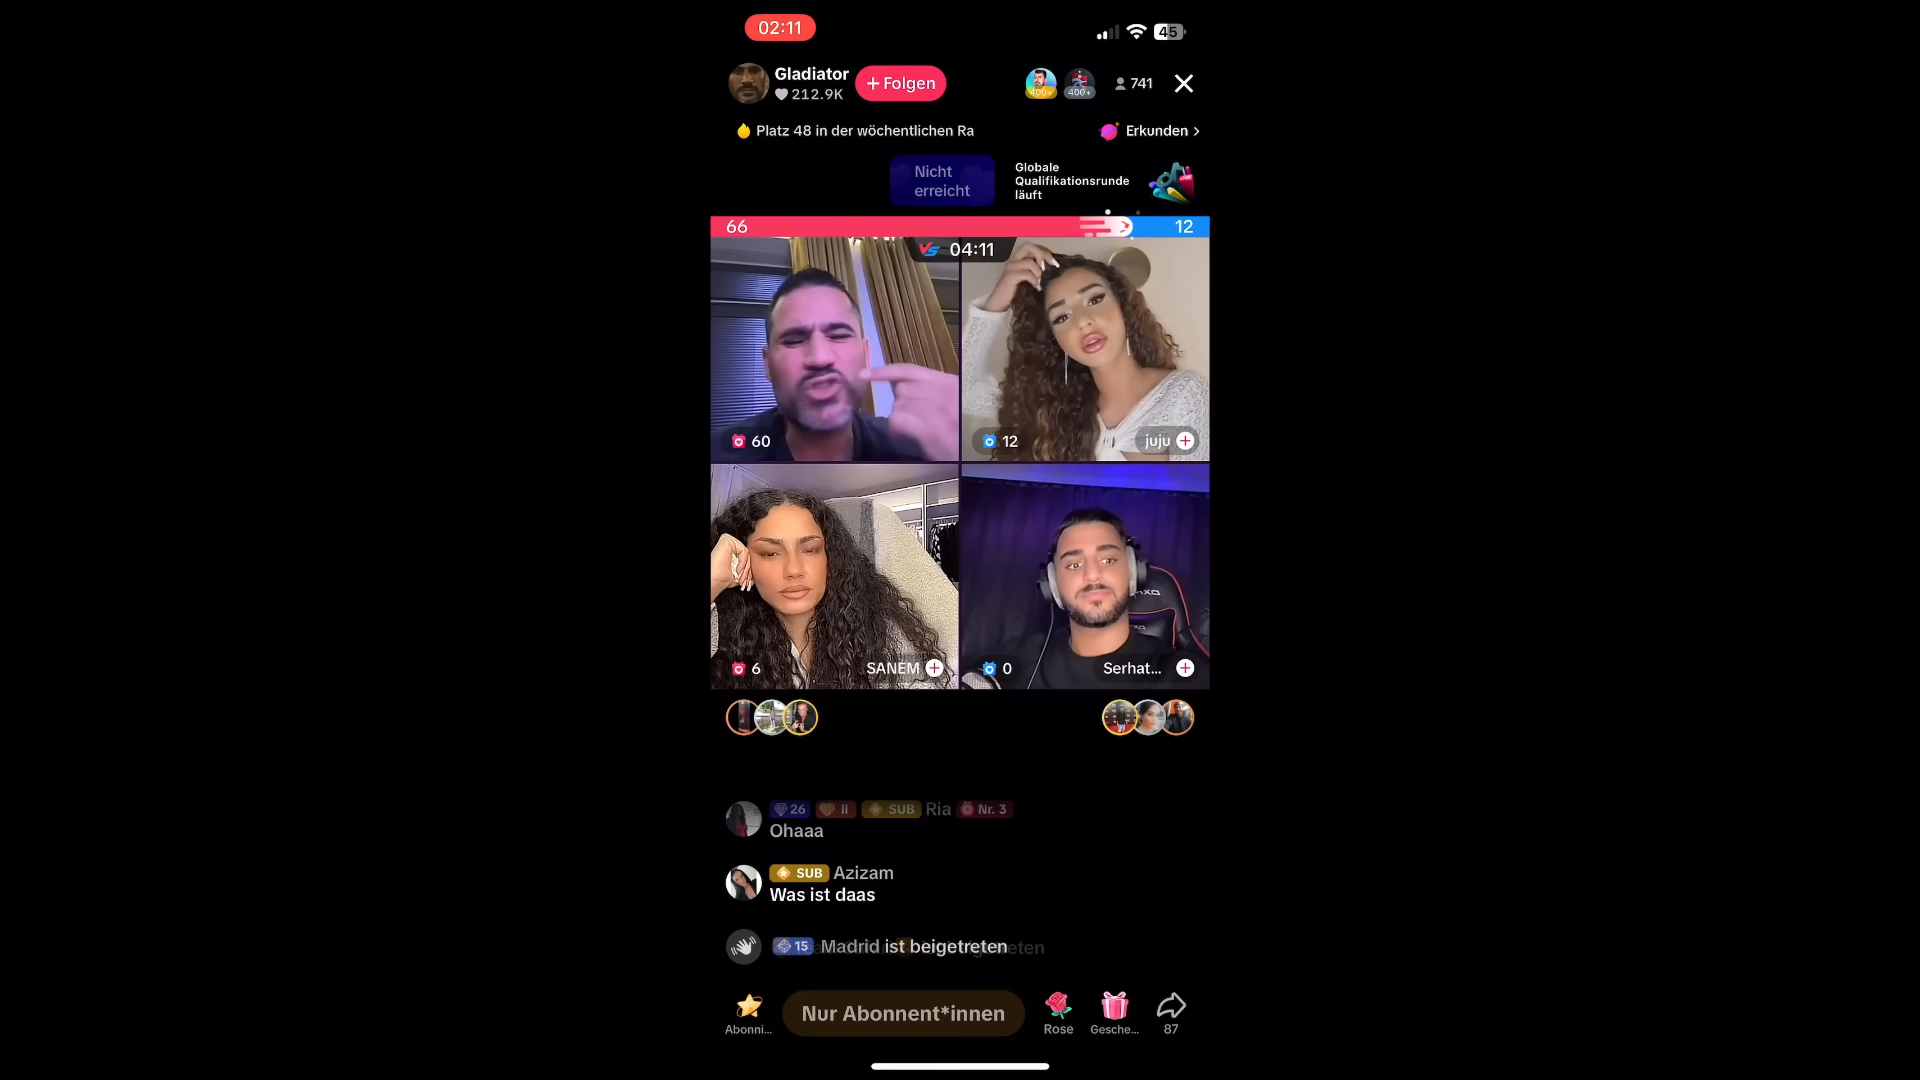 02:11
45
Gladiator
212.9K
+ Folgen
400+
400+
741
Platz 48 in der wöchentlichen Ra
Erkunden >
Nicht
erreicht
Globale
Qualifikationsrunde
läuft
66
12
VS 04:11
60
12
juju
6
SANEM
0
Serhat...
26 II SUB Ria Nr. 3
Ohaaa
SUB Azizam
Was ist daas
15 Madrid ist beigetreten
Nur Abonnent*innen
Abonni...
Rose
Gesche...
87